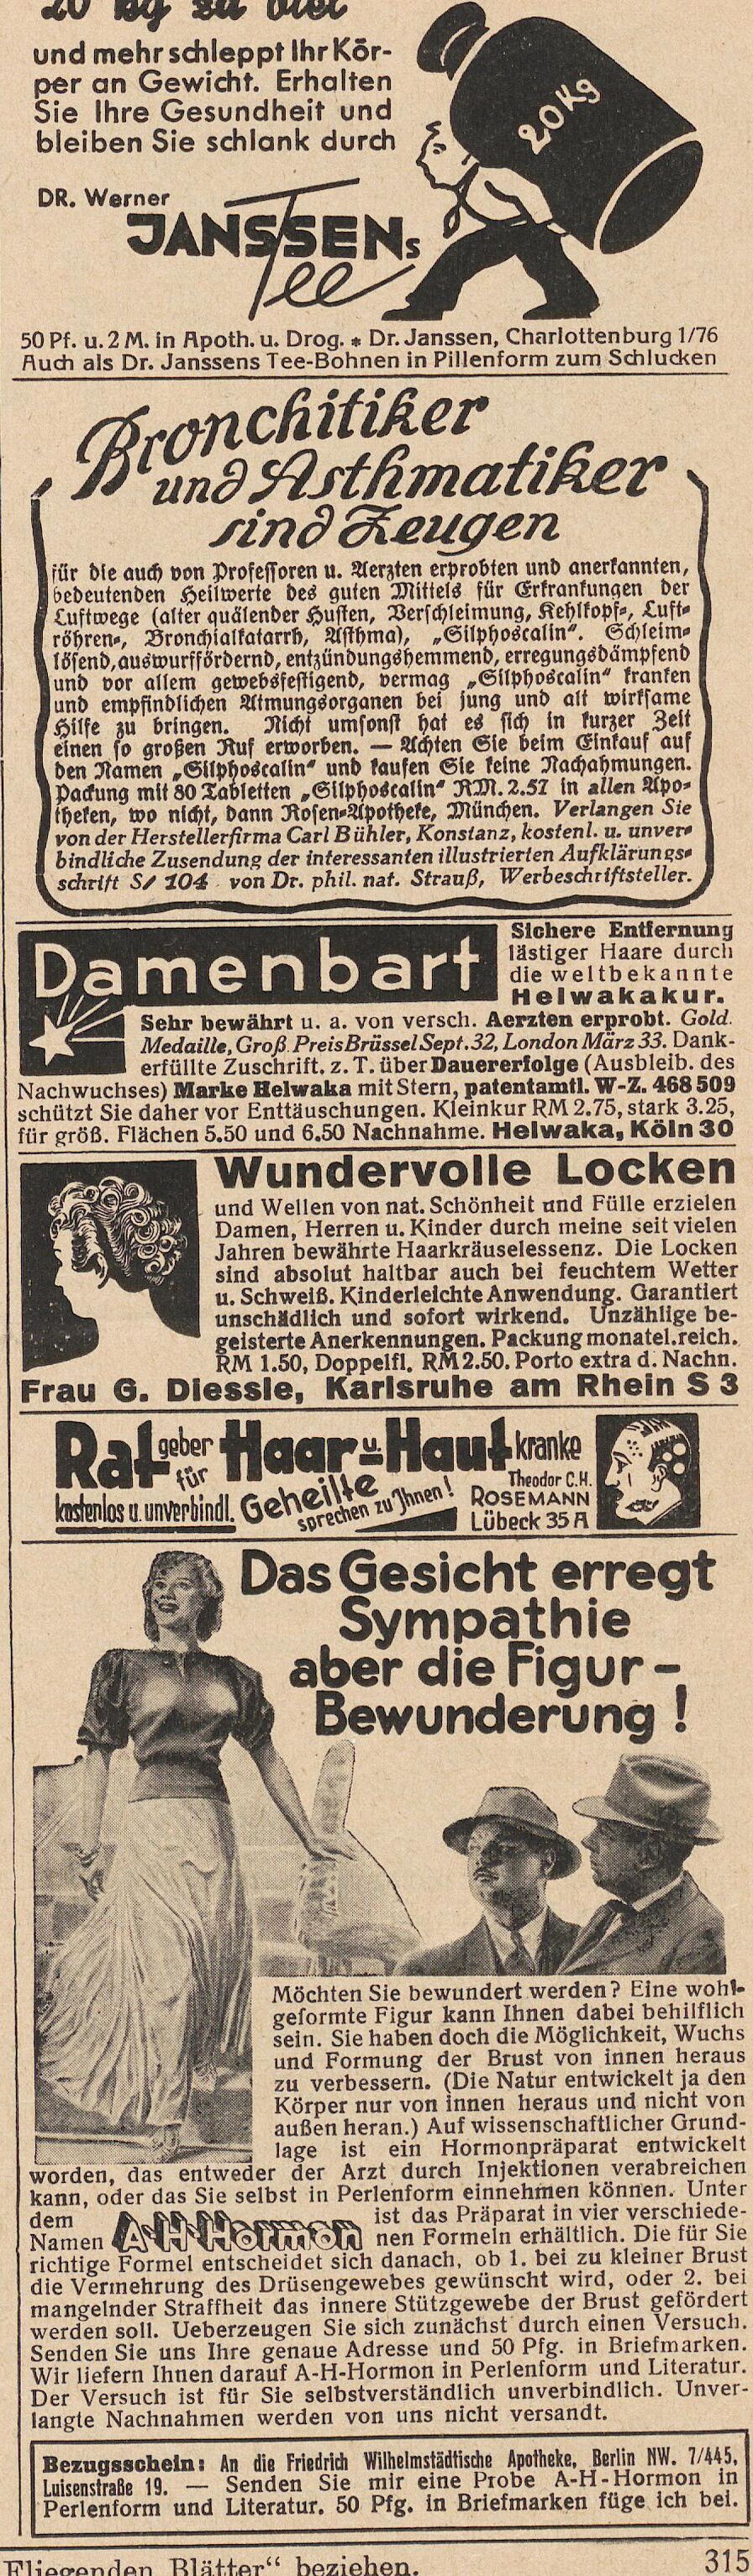 20 kg zu viel
und mehr schleppt Ihr Kör-
per an Gewicht. Erhalten
Sie Ihre Gesundheit und
bleiben Sie schlank durch
20 Kg
DR. Werner
JANSSENs
Tee
50 Pf. u. 2 M. in Apoth. u. Drog. * Dr. Janssen, Charlottenburg 1/76
Auch als Dr. Janssens Tee-Bohnen in Pillenform zum Schlucken
Bronchitiker
und Asthmatiker
sind Zeugen
für die auch von Professoren u. Aerzten erprobten und anerkannten,
bedeutenden Heilwerte des guten Mittels für Erkrankungen der
Luftwege (alter quälender Husten, Verschleimung, Kehlkopf-, Luft-
röhren-, Bronchialkatarrh, Asthma), „Silphoscalin“. Schleim-
lösend, auswurffördernd, entzündungshemmend, erregungsdämpfend
und vor allem gewebsfestigend, vermag „Silphoscalin“ kranken
und empfindlichen Atmungsorganen bei jung und alt wirksame
Hilfe zu bringen. Nicht umsonst hat es sich in kurzer Zeit
einen so großen Ruf erworben. — Achten Sie beim Einkauf auf
den Namen „Silphoscalin“ und kaufen Sie keine Nachahmungen.
Packung mit 80 Tabletten „Silphoscalin“ RM. 2.57 in allen Apo-
theken, wo nicht, dann Rosen-Apotheke, München. Verlangen Sie
von der Herstellerfirma Carl Bühler, Konstanz, kostenl. u. unver-
bindliche Zusendung der interessanten illustrierten Aufklärungs-
schrift S/ 104 von Dr. phil. nat. Strauß, Werbeschriftsteller.
Damenbart
Sichere Entfernung
lästiger Haare durch
die weltbekannte
Helwakakur.
Sehr bewährt u. a. von versch. Aerzten erprobt. Gold.
Medaille, Groß. Preis Brüssel Sept. 32, London März 33. Dank-
erfüllte Zuschrift. z. T. über Dauererfolge (Ausbleib. des
Nachwuchses) Marke Helwaka mit Stern, patentamtl. W-Z. 468 509
schützt Sie daher vor Enttäuschungen. Kleinkur RM 2.75, stark 3.25,
für größ. Flächen 5.50 und 6.50 Nachnahme. Helwaka, Köln 30
Wundervolle Locken
und Wellen von nat. Schönheit und Fülle erzielen
Damen, Herren u. Kinder durch meine seit vielen
Jahren bewährte Haarkräuselessenz. Die Locken
sind absolut haltbar auch bei feuchtem Wetter
u. Schweiß. Kinderleichte Anwendung. Garantiert
unschädlich und sofort wirkend. Unzählige be-
geisterte Anerkennungen. Packung monatel. reich.
RM 1.50, Doppelfl. RM 2.50. Porto extra d. Nachn.
Frau G. Diessle, Karlsruhe am Rhein S 3
Ratgeber für Haar- u. Hautkranke
kostenlos u. unverbindl. Geheilte sprechen zu Ihnen!
Theodor C.H.
ROSEMANN
Lübeck 35 A
Das Gesicht erregt
Sympathie
aber die Figur -
Bewunderung!
Möchten Sie bewundert werden? Eine wohl-
geformte Figur kann Ihnen dabei behilflich
sein. Sie haben doch die Möglichkeit, Wuchs
und Formung der Brust von innen heraus
zu verbessern. (Die Natur entwickelt ja den
Körper nur von innen heraus und nicht von
außen heran.) Auf wissenschaftlicher Grund-
lage ist ein Hormonpräparat entwickelt
worden, das entweder der Arzt durch Injektionen verabreichen
kann, oder das Sie selbst in Perlenform einnehmen können. Unter
dem Namen A-H-Hormon ist das Präparat in vier verschiede-
nen Formeln erhältlich. Die für Sie
richtige Formel entscheidet sich danach, ob 1. bei zu kleiner Brust
die Vermehrung des Drüsengewebes gewünscht wird, oder 2. bei
mangelnder Straffheit das innere Stützgewebe der Brust gefördert
werden soll. Ueberzeugen Sie sich zunächst durch einen Versuch.
Senden Sie uns Ihre genaue Adresse und 50 Pfg. in Briefmarken.
Wir liefern Ihnen darauf A-H-Hormon in Perlenform und Literatur.
Der Versuch ist für Sie selbstverständlich unverbindlich. Unver-
langte Nachnahmen werden von uns nicht versandt.
Bezugsschein: An die Friedrich Wilhelmstädtische Apotheke, Berlin NW. 7/445,
Luisenstraße 19. — Senden Sie mir eine Probe A-H-Hormon in
Perlenform und Literatur. 50 Pfg. in Briefmarken füge ich bei.
Fliegenden Blätter“ beziehen.
315